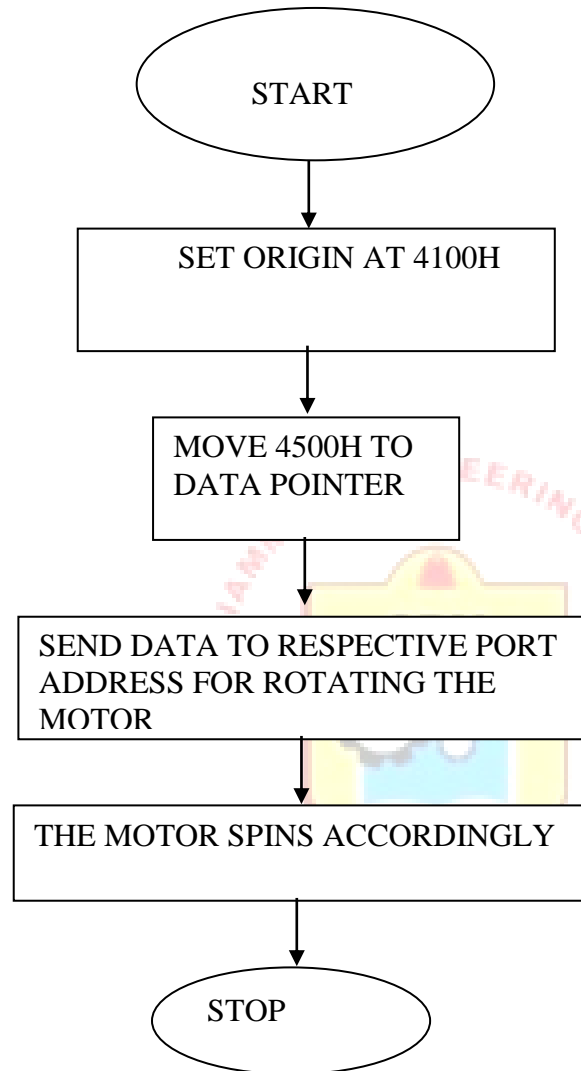 START
SET ORIGIN AT 4100H
MOVE 4500H TO
DATA POINTER
SEND DATA TO RESPECTIVE PORT
ADDRESS FOR ROTATING THE
MOTOR
THE MOTOR SPINS ACCORDINGLY
STOP